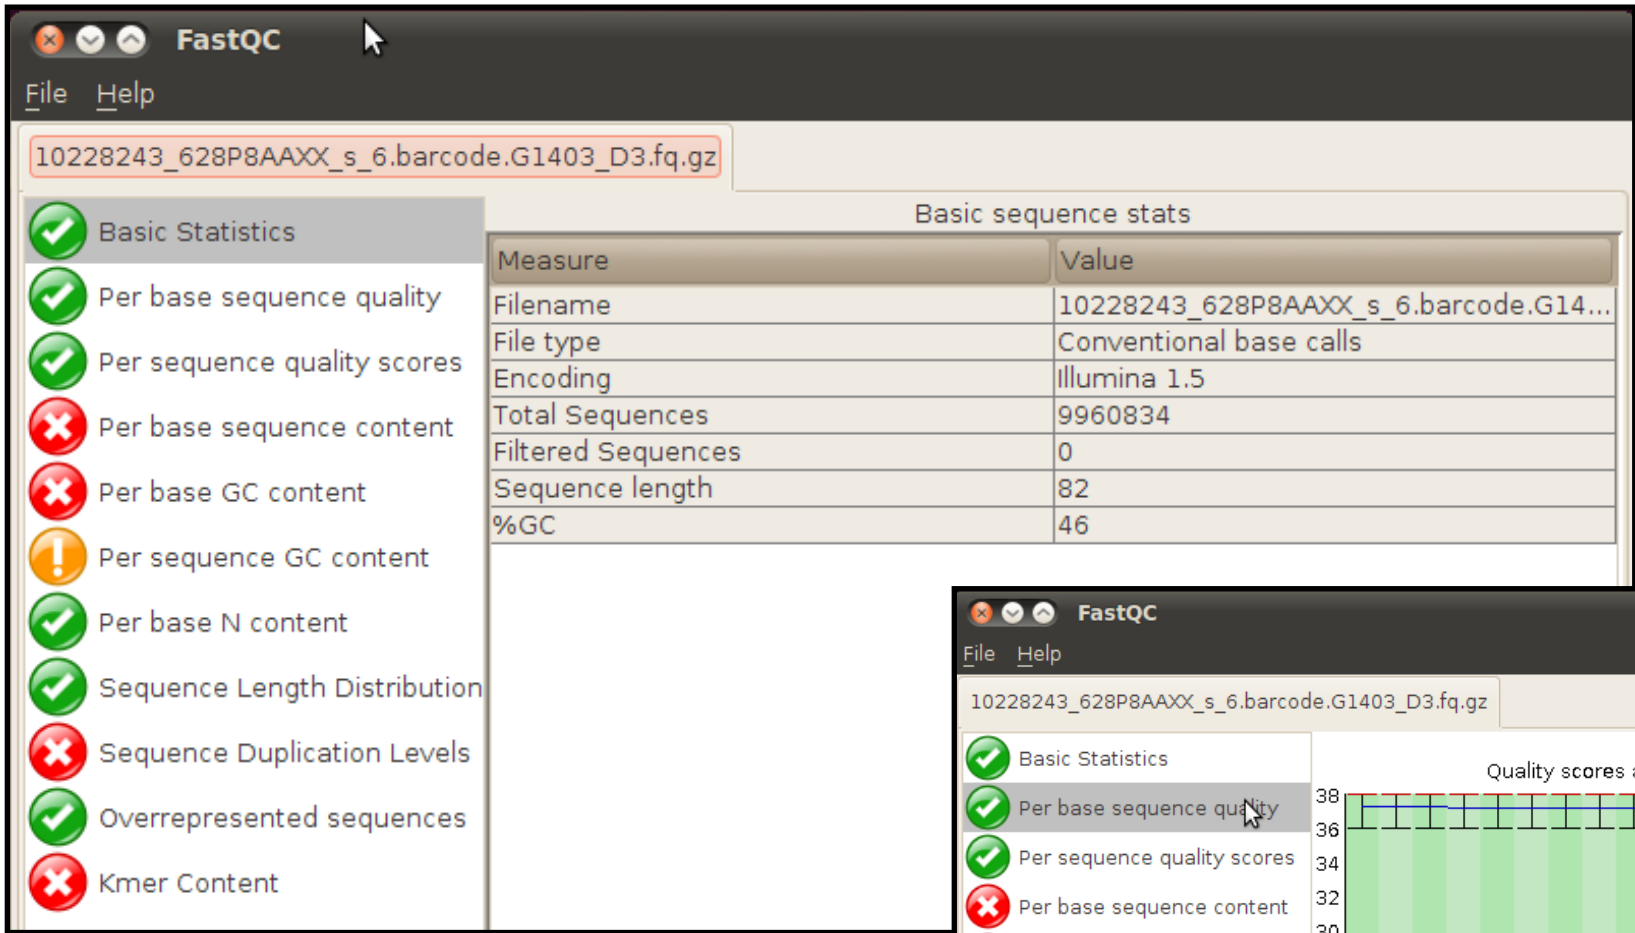 FastQC
File Help
10228243_628P8AAXX_s_6.barcode.G1403_D3.fq.gz
Basic Statistics
Per base sequence quality
Per sequence quality scores
Per base sequence content
Per base GC content
Per sequence GC content
Per base N content
Sequence Length Distribution
Sequence Duplication Levels
Overrepresented sequences
Kmer Content
Basic sequence stats
Measure Value
Filename 10228243_628P8AAXX_s_6.barcode.G14...
File type Conventional base calls
Encoding Illumina 1.5
Total Sequences 9960834
Filtered Sequences 0
Sequence length 82
%GC 46
FastQC
File Help
10228243_628P8AAXX_s_6.barcode.G1403_D3.fq.gz
Basic Statistics
Per base sequence quality
Per sequence quality scores
Per base sequence content
Quality scores
38
36
34
32
30